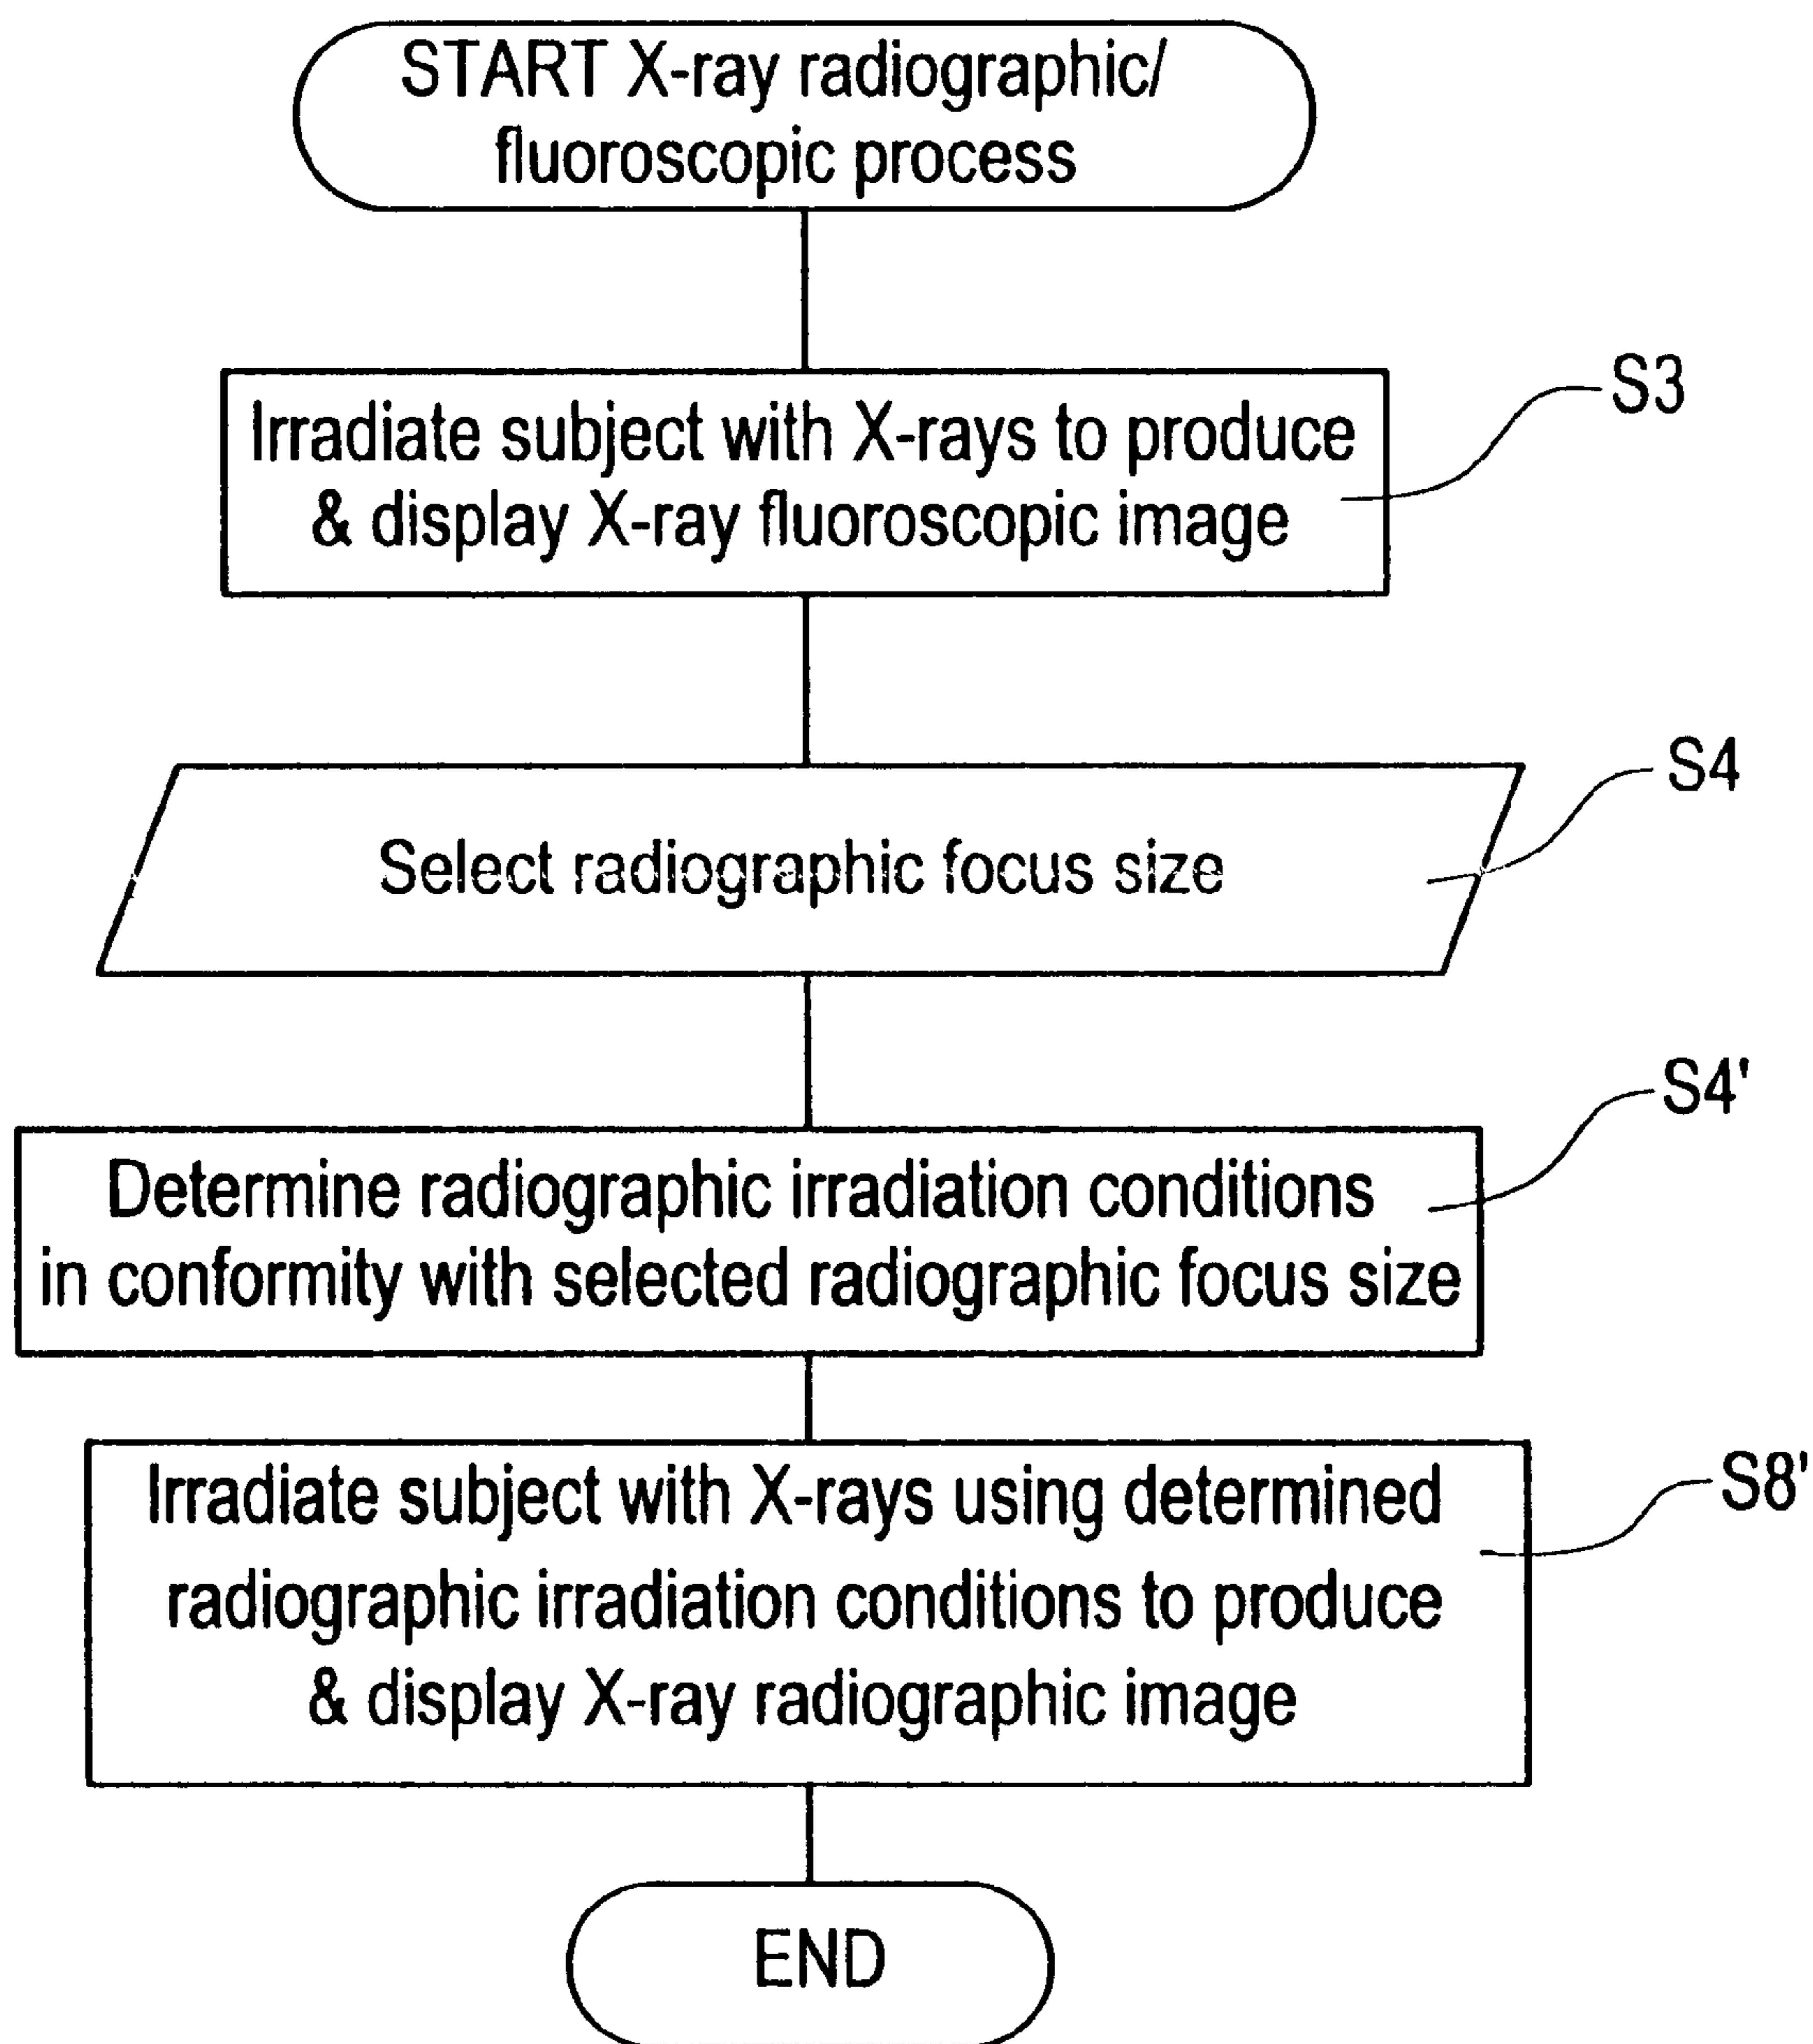 START X-ray radiographic/
fluoroscopic process
S3
Irradiate subject with X-rays to produce
& display X-ray fluoroscopic image
S4
Select radiographic focus size
S4'
Determine radiographic irradiation conditions
in conformity with selected radiographic focus size
S8'
Irradiate subject with X-rays using determined
radiographic irradiation conditions to produce
& display X-ray radiographic image
END